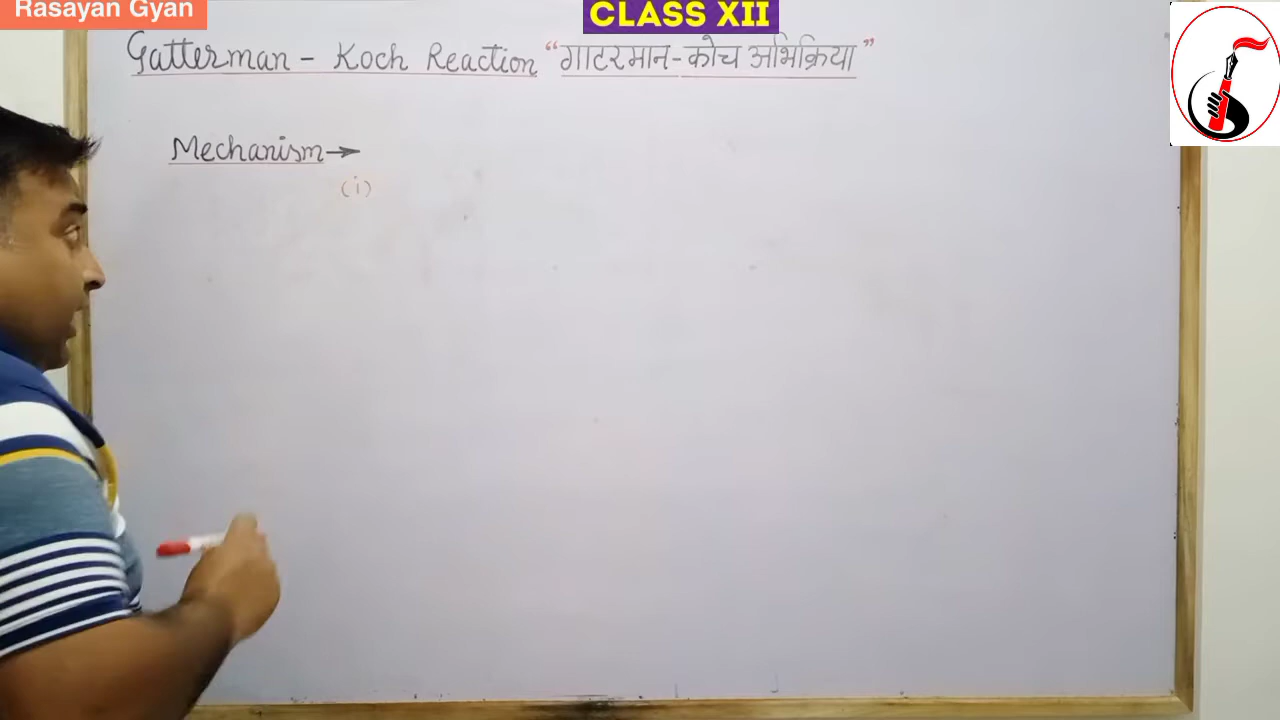 Rasayan Gyan
CLASS XII
Gatterman - Koch Reaction "गाटरमान-कोच अभिक्रिया"
Mechanism→
(i)